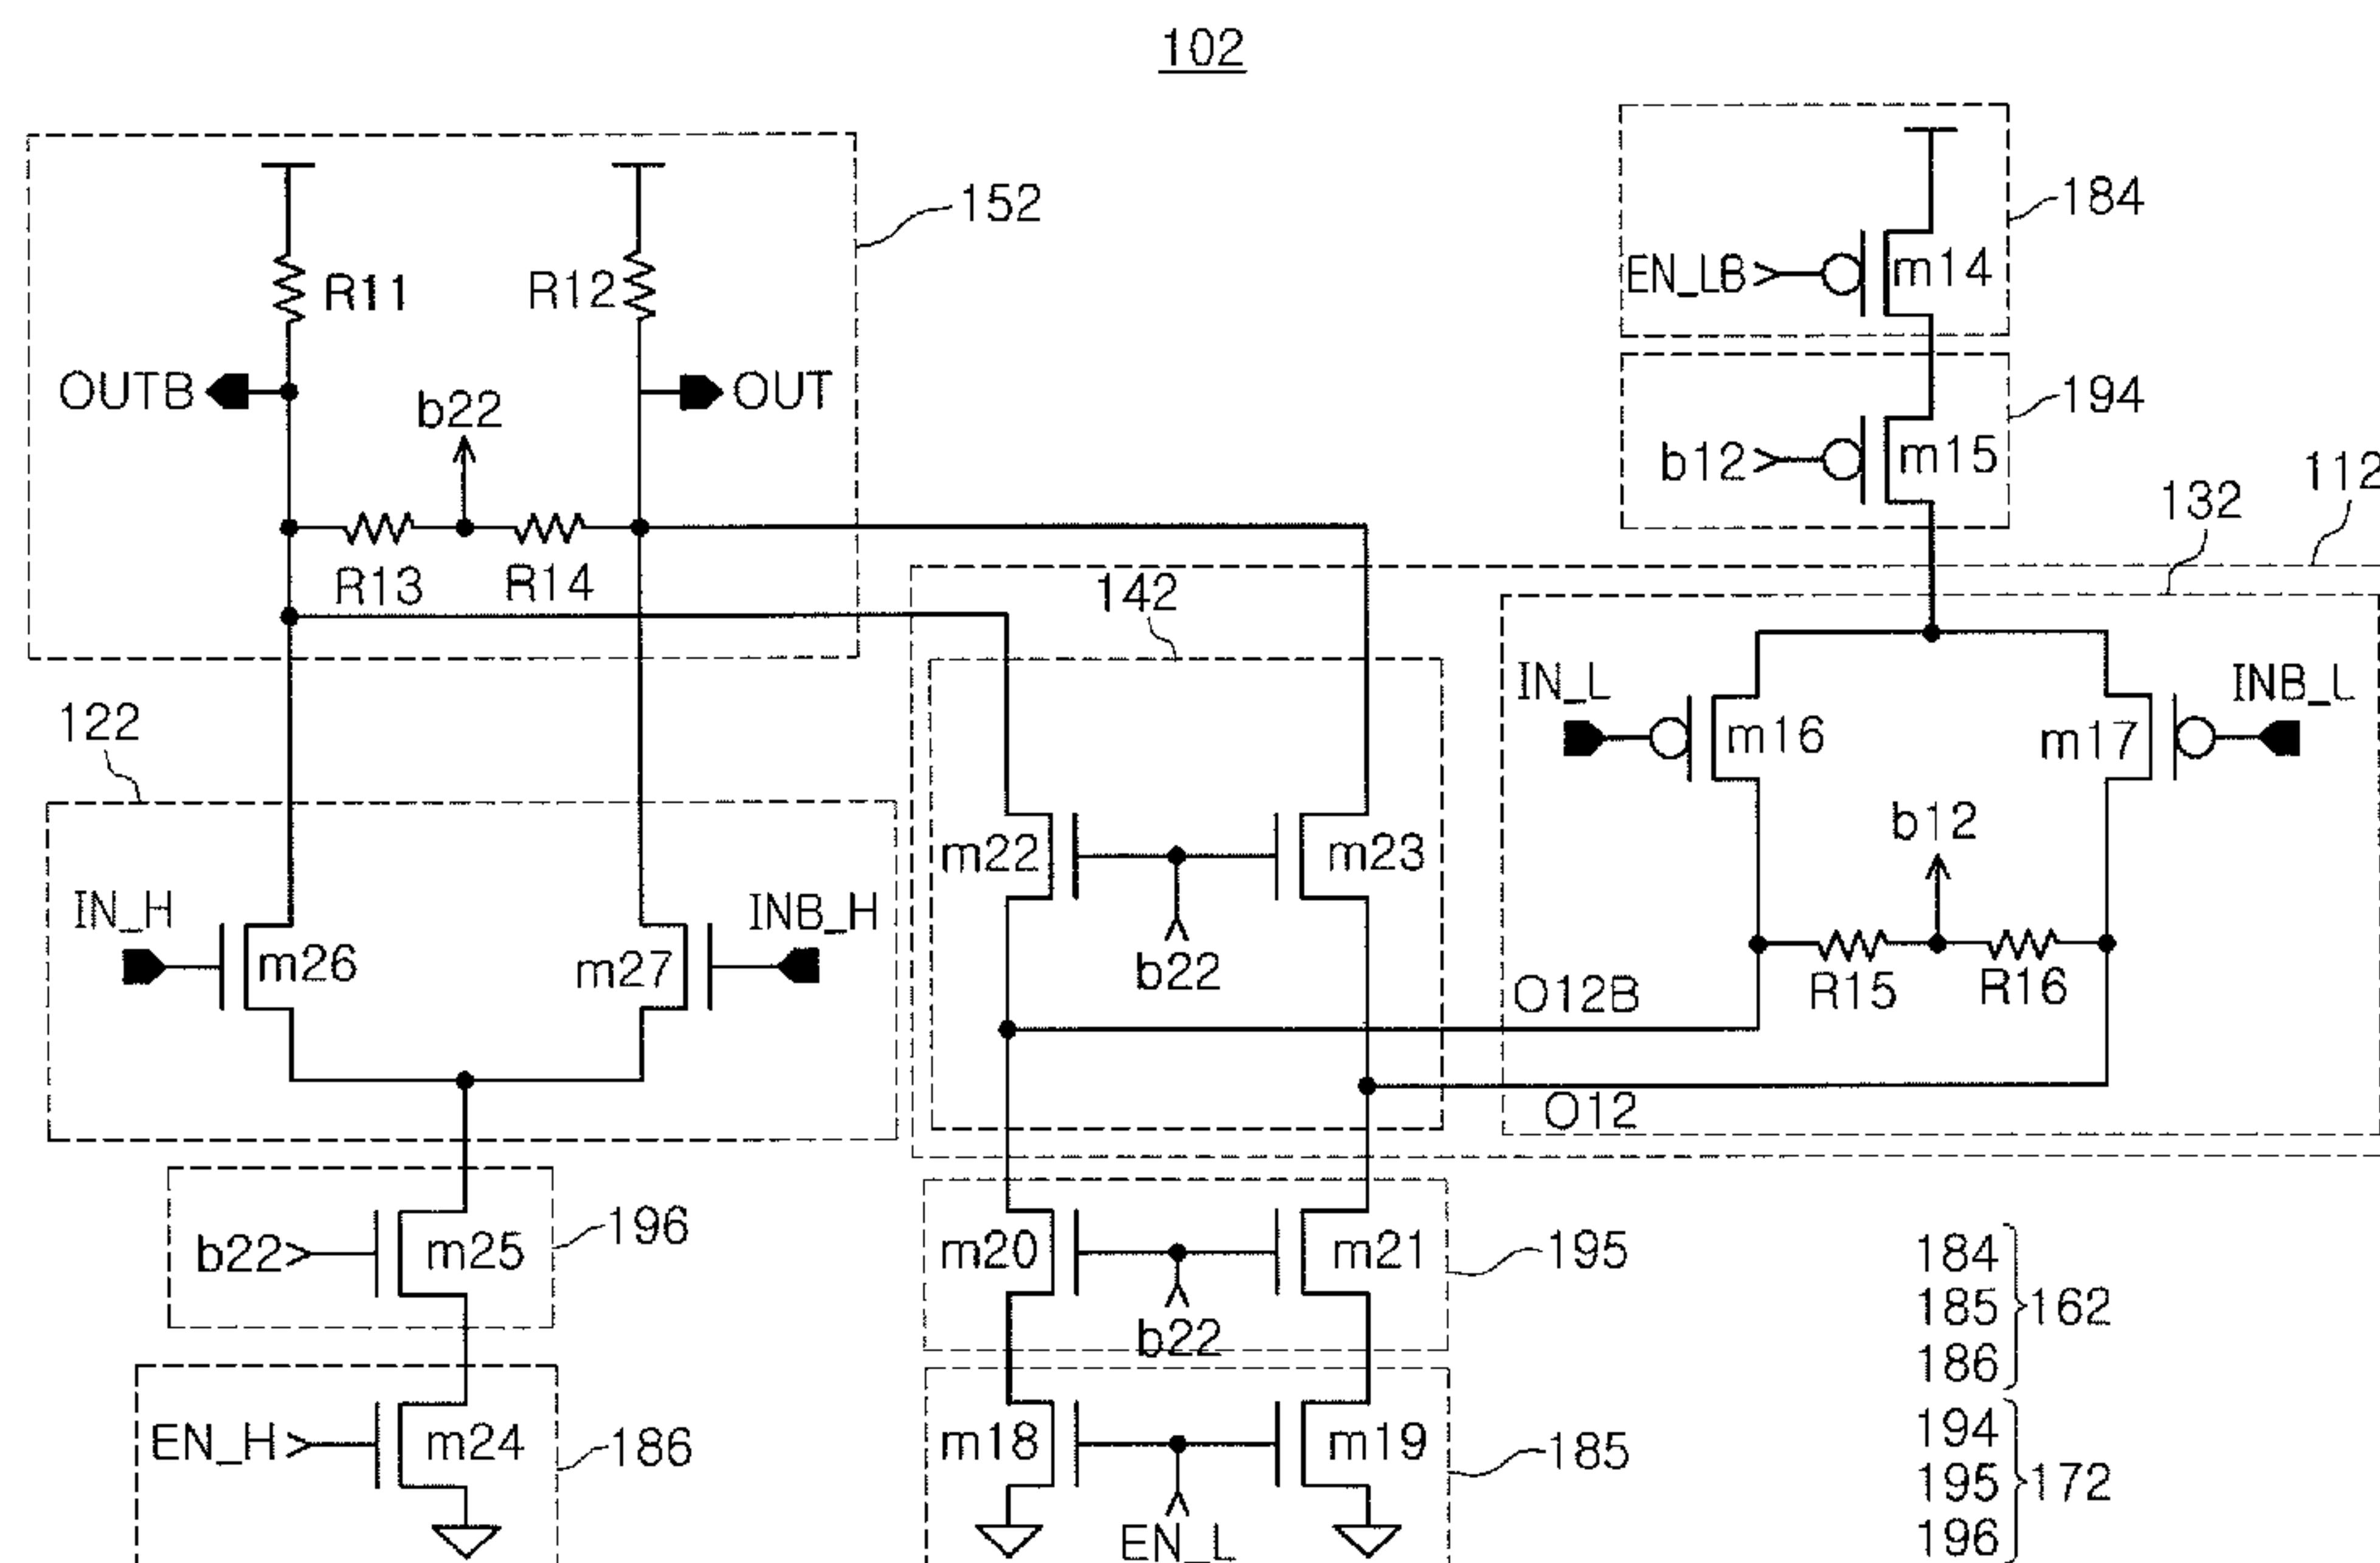 102
152
184
R11
R12
EN_LB
m14
OUTB
b22
OUT
194
b12
m15
112
132
R13
R14
142
IN_L
INB_L
m16
m17
122
b12
m22
m23
IN_H
INB_H
m26
m27
b22
O12B
R15
R16
O12
196
b22
m25
m20
m21
195
184
185
186
162
b22
EN_H
m24
186
m18
m19
185
194
195
196
172
EN_L